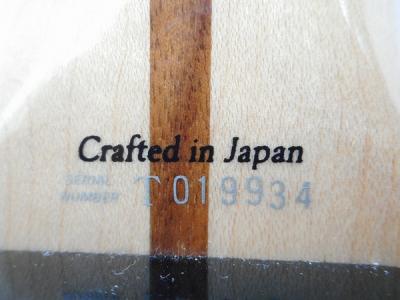 Crafted in Japan
SERIAL
NUMBER T019934